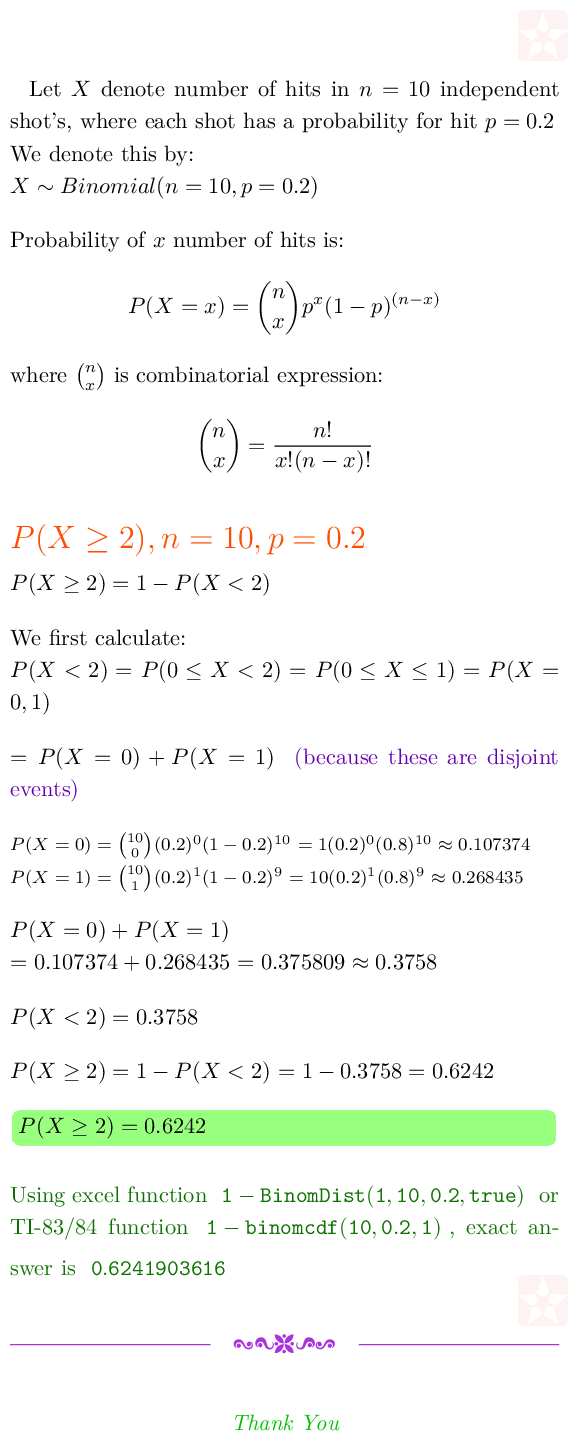 Let X denote number of hits in n = 10 independent
shot's, where each shot has a probability for hit p = 0.2
We denote this by:
X ∼ Binomial(n = 10, p = 0.2)
Probability of x number of hits is:
P(X = x) = \binom{n}{x} p^x (1 − p)^{(n−x)}
where \binom{n}{x} is combinatorial expression:
\binom{n}{x} = \frac{n!}{x!(n − x)!}
P(X ≥ 2), n = 10, p = 0.2
P(X ≥ 2) = 1 − P(X < 2)
We first calculate:
P(X < 2) = P(0 ≤ X < 2) = P(0 ≤ X ≤ 1) = P(X =
0, 1)
= P(X = 0) + P(X = 1) (because these are disjoint
events)
P(X = 0) = \binom{10}{0} (0.2)^0 (1 − 0.2)^{10} = 1(0.2)^0 (0.8)^{10} ≈ 0.107374
P(X = 1) = \binom{10}{1} (0.2)^1 (1 − 0.2)^9 = 10(0.2)^1 (0.8)^9 ≈ 0.268435
P(X = 0) + P(X = 1)
= 0.107374 + 0.268435 = 0.375809 ≈ 0.3758
P(X < 2) = 0.3758
P(X ≥ 2) = 1 − P(X < 2) = 1 − 0.3758 = 0.6242
P(X ≥ 2) = 0.6242
Using excel function 1 − BinomDist(1, 10, 0.2, true) or
TI-83/84 function 1 − binomcdf(10, 0.2, 1) , exact an-
swer is 0.6241903616
Thank You